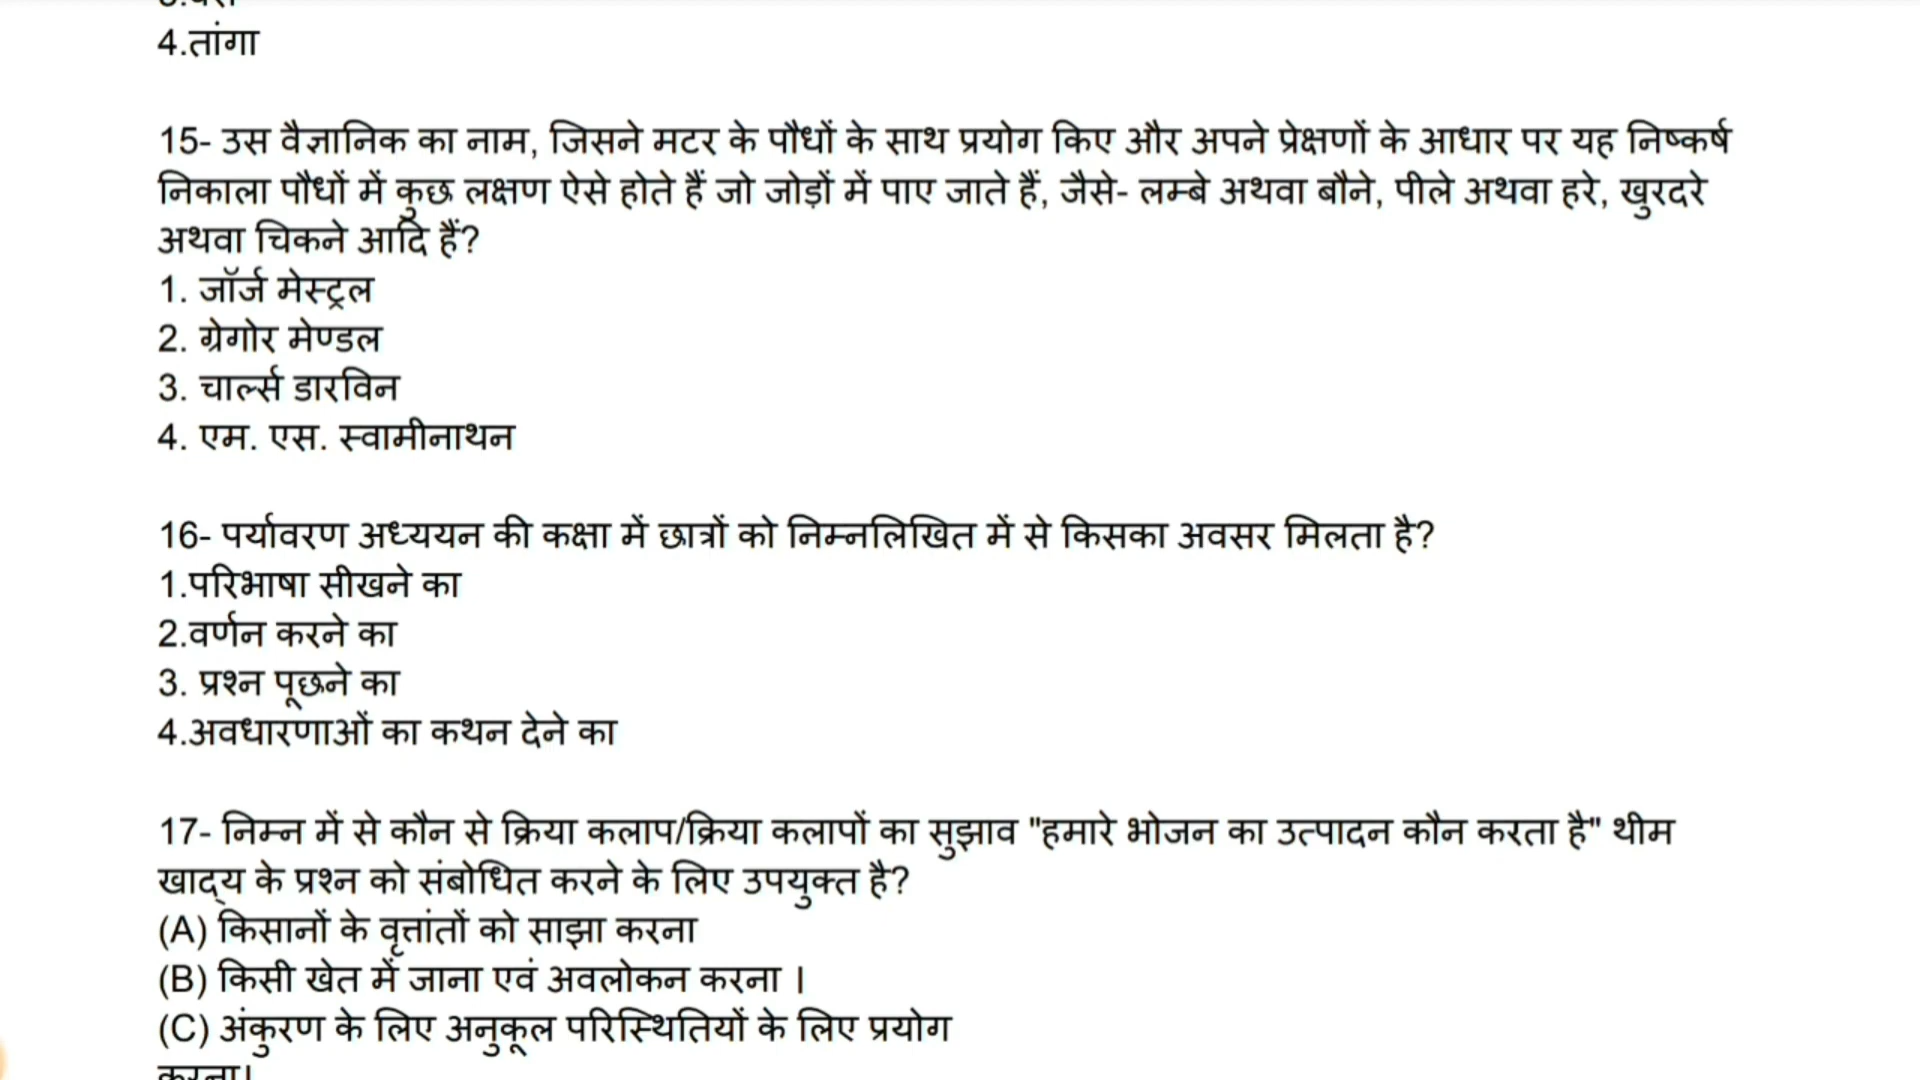 4.तांगा
15- उस वैज्ञानिक का नाम, जिसने मटर के पौधों के साथ प्रयोग किए और अपने प्रेक्षणों के आधार पर यह निष्कर्ष
निकाला पौधों में कुछ लक्षण ऐसे होते हैं जो जोड़ों में पाए जाते हैं, जैसे- लम्बे अथवा बौने, पीले अथवा हरे, खुरदरे
अथवा चिकने आदि हैं?
1. जॉर्ज मेस्ट्रल
2. ग्रेगोर मेण्डल
3. चार्ल्स डारविन
4. एम. एस. स्वामीनाथन
16- पर्यावरण अध्ययन की कक्षा में छात्रों को निम्नलिखित में से किसका अवसर मिलता है?
1.परिभाषा सीखने का
2.वर्णन करने का
3. प्रश्न पूछने का
4.अवधारणाओं का कथन देने का
17- निम्न में से कौन से क्रिया कलाप/क्रिया कलापों का सुझाव "हमारे भोजन का उत्पादन कौन करता है" थीम
खाद्य के प्रश्न को संबोधित करने के लिए उपयुक्त है?
(A) किसानों के वृत्तांतों को साझा करना
(B) किसी खेत में जाना एवं अवलोकन करना ।
(C) अंकुरण के लिए अनुकूल परिस्थितियों के लिए प्रयोग
करना।